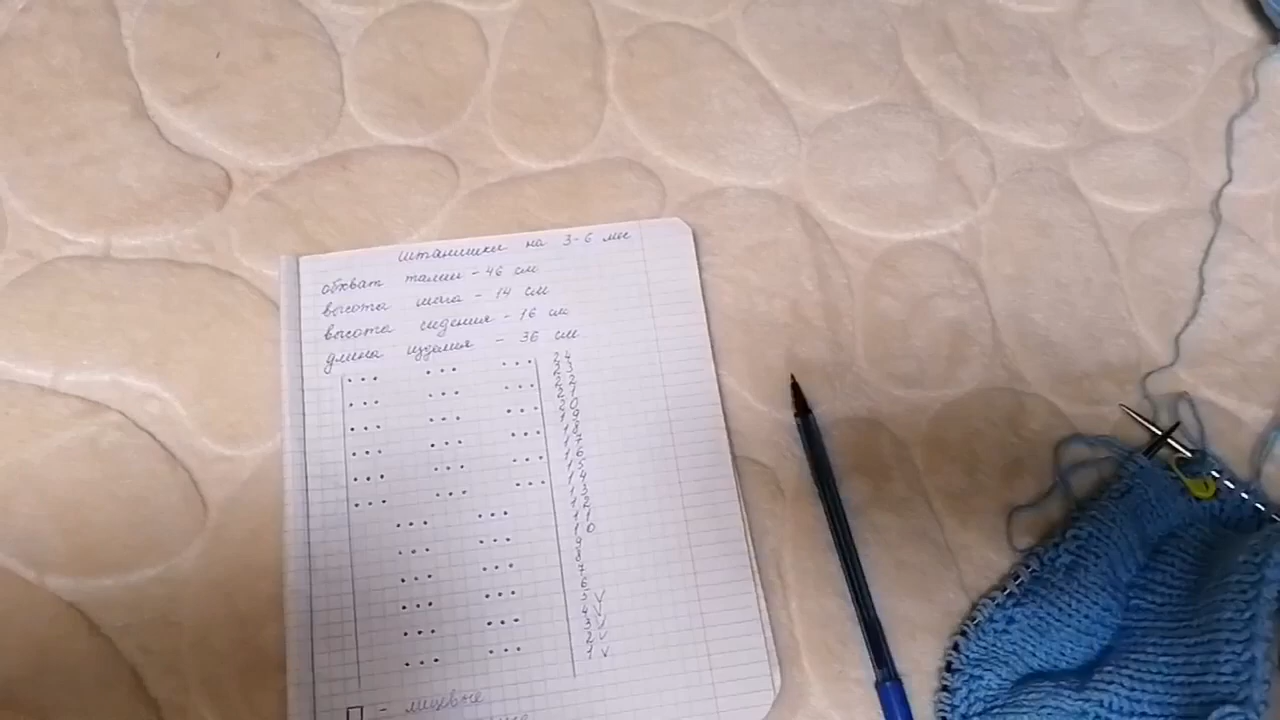 штанишки на 3-6 мес
обхват талии - 46 см
высота шага - 14 см
высота сидения - 16 см
длина изделия - 36 см
24
23
22
21
20
19
18
17
16
15
14
13
12
11
10
9
8
7
6
5 V
4 V
3 V
2 V
1 V
- лицевые